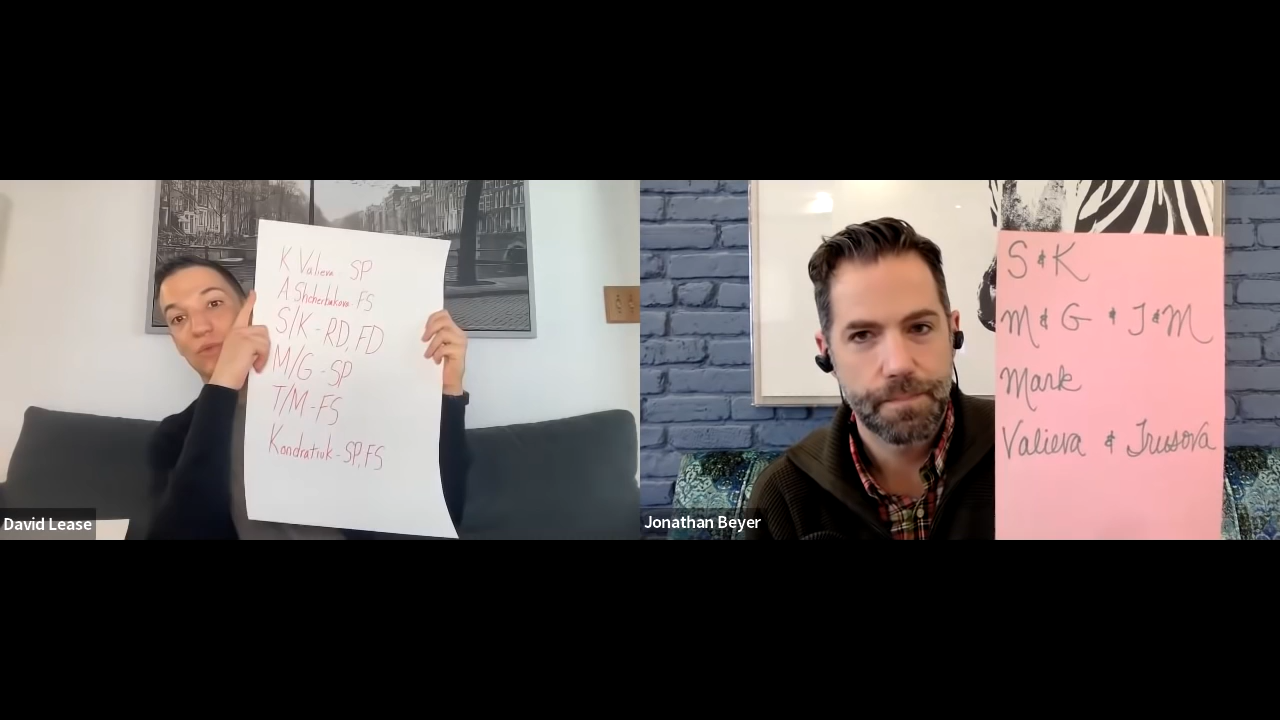 K Valieva - SP
A Shcherbakova - FS
S/K - RD, FD
M/G - SP
T/M - FS
Kondratiuk - SP, FS
David Lease
S & K
M & G & T & M
Mark
Valieva & Trusova
Jonathan Beyer